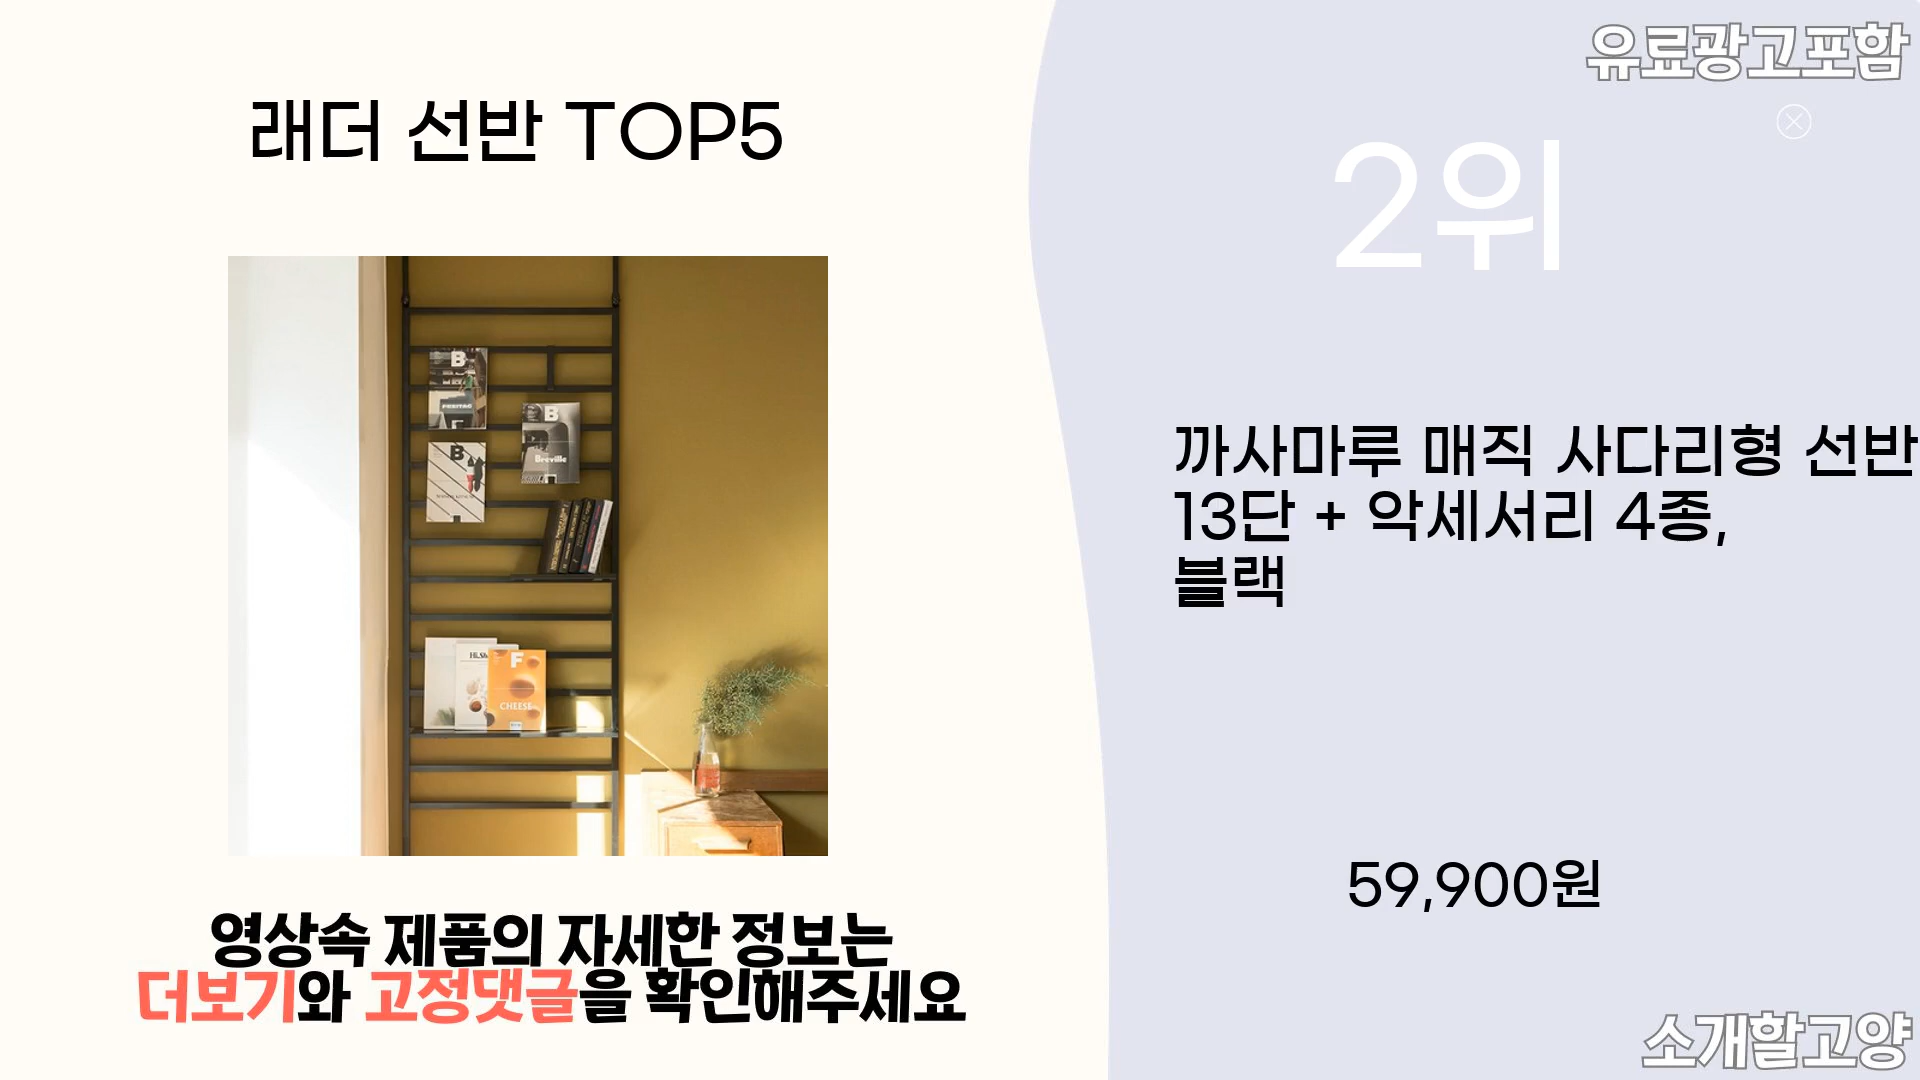 유료광고포함
래더 선반 TOP5
2위
B
FREITAG
B
Breville
B
F
CHEESE
까사마루 매직 사다리형 선반
13단 + 악세서리 4종,
블랙
59,900원
영상속 제품의 자세한 정보는
더보기와 고정댓글을 확인해주세요
소개할고양